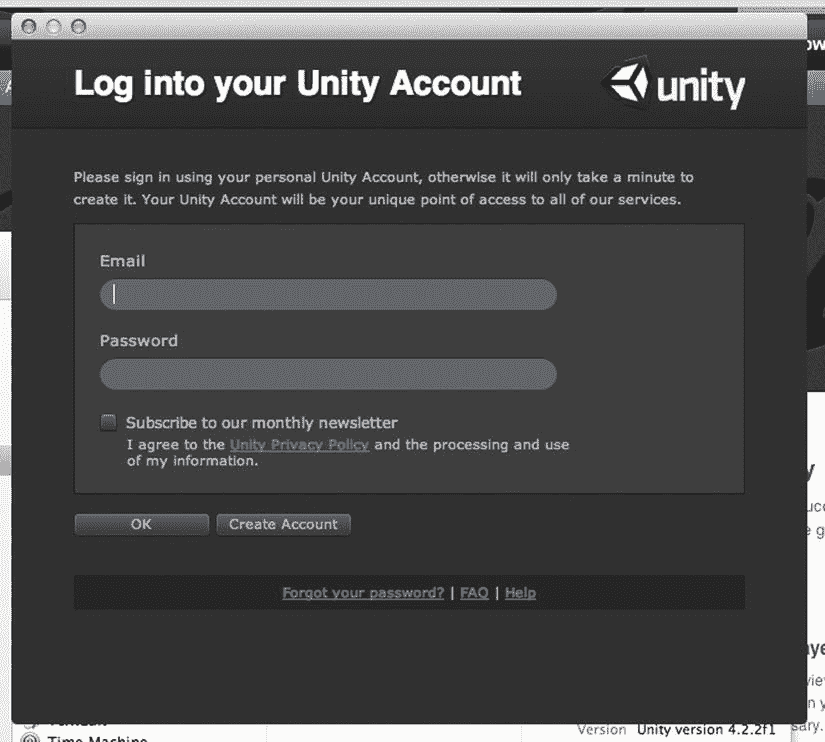 Log into your Unity Account
unity
Please sign in using your personal Unity Account, otherwise it will only take a minute to
create it. Your Unity Account will be your unique point of access to all of our services.
Email
Password
Subscribe to our monthly newsletter
I agree to the Unity Privacy Policy and the processing and use
of my information.
OK
Create Account
Forgot your password? | FAQ | Help
Time Machine
Version Unity version 4.2.2f1